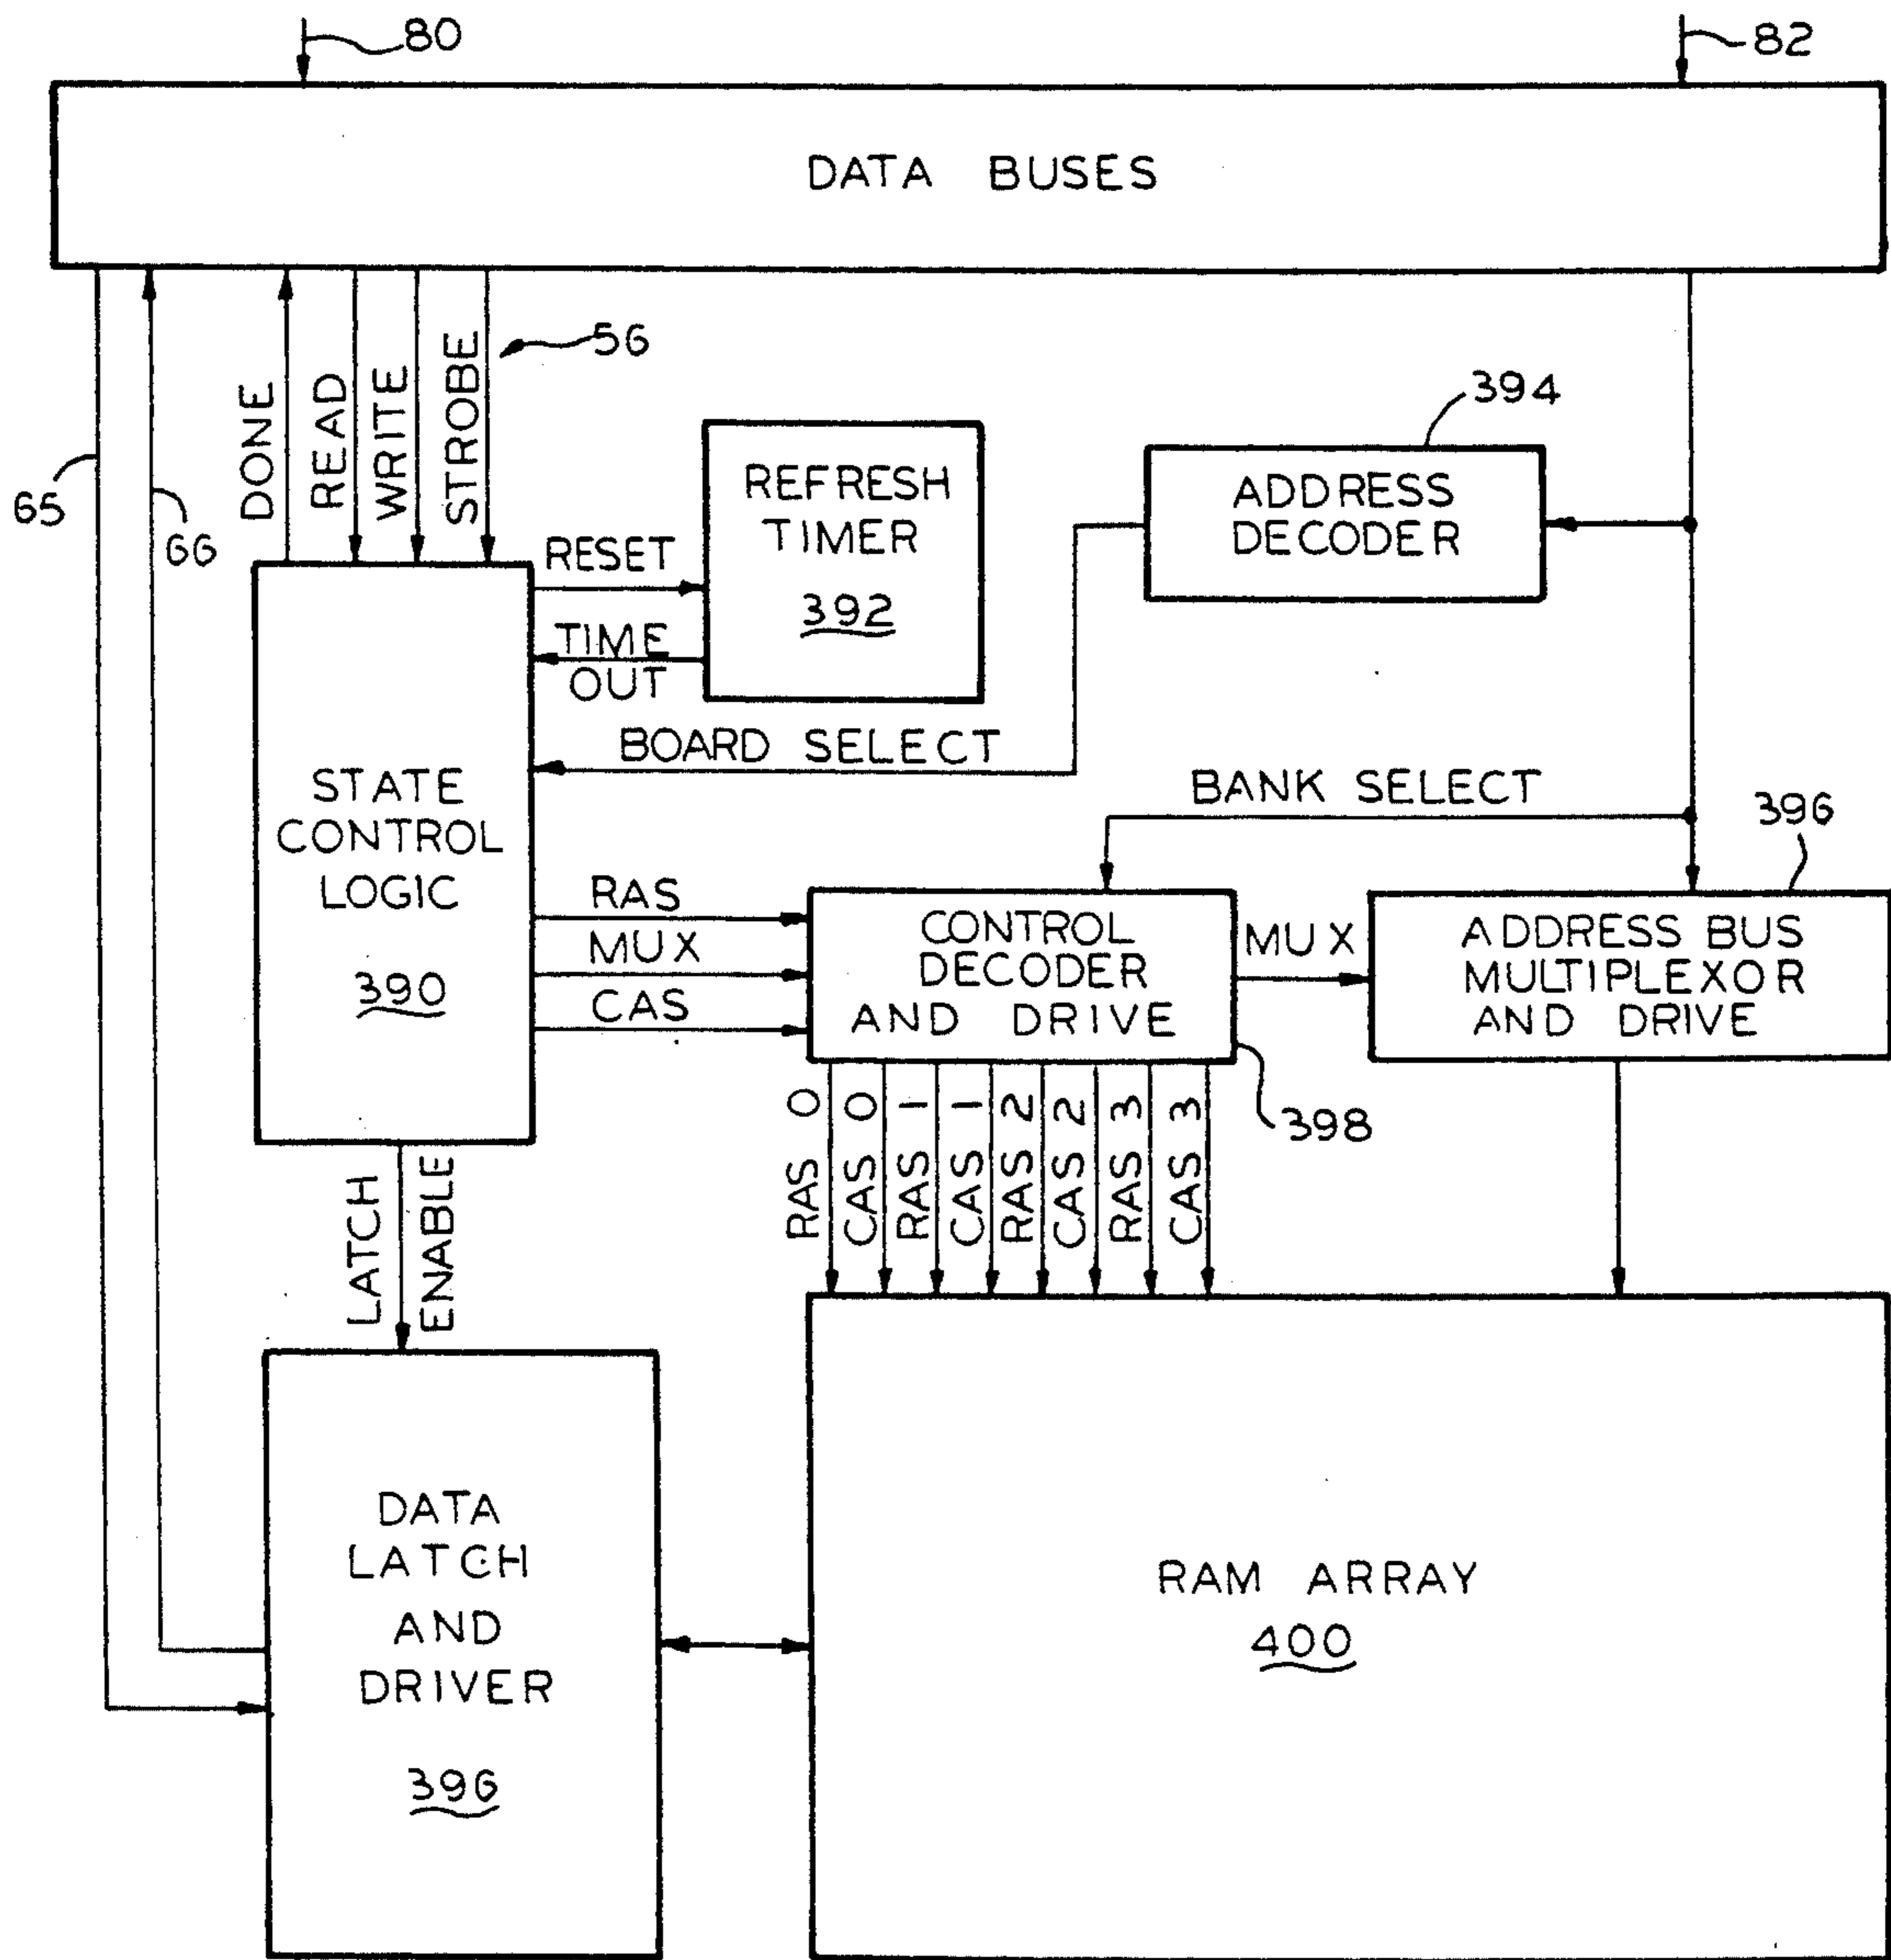 80
82
DATA BUSES
56
DONE
READ
WRITE
STROBE
65
66
REFRESH
TIMER
392
394
ADDRESS
DECODER
RESET
TIME
OUT
BOARD SELECT
STATE
CONTROL
LOGIC
390
BANK SELECT
396
RAS
MUX
CAS
CONTROL
DECODER
AND DRIVE
MUX
ADDRESS BUS
MULTIPLEXOR
AND DRIVE
398
RAS 0
CAS 0
RAS 1
CAS 1
RAS 2
CAS 2
RAS 3
CAS 3
LATCH
ENABLE
DATA
LATCH
AND
DRIVER
396
RAM ARRAY
400